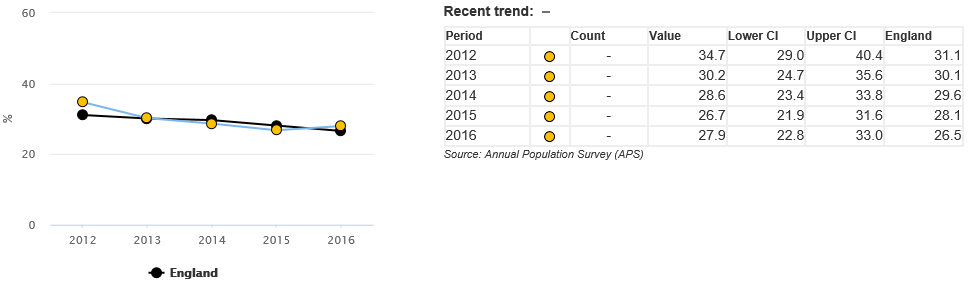 60
40
20
0
%
2012 2013 2014 2015 2016
England
Recent trend: –
Period Count Value Lower CI Upper CI England
2012 - 34.7 29.0 40.4 31.1
2013 - 30.2 24.7 35.6 30.1
2014 - 28.6 23.4 33.8 29.6
2015 - 26.7 21.9 31.6 28.1
2016 - 27.9 22.8 33.0 26.5
Source: Annual Population Survey (APS)